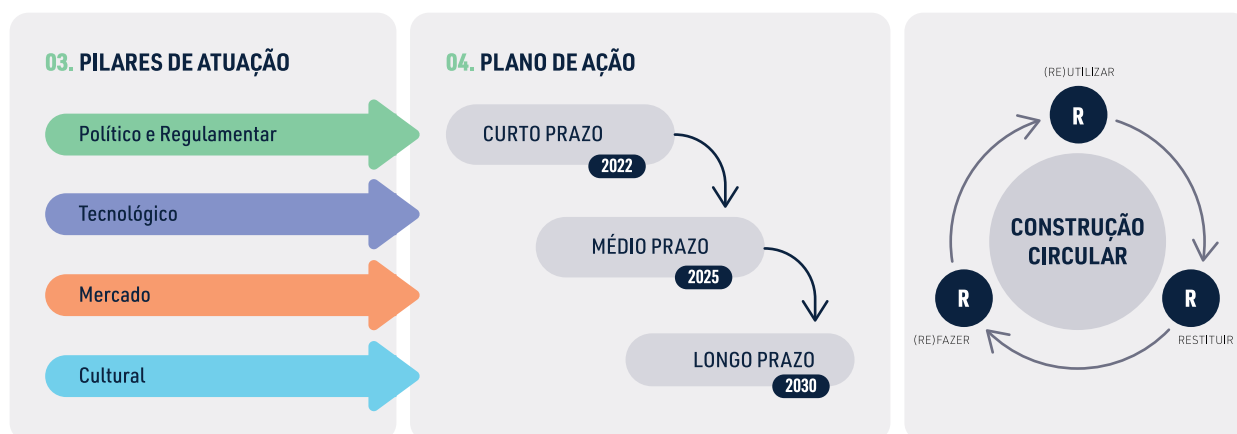 03. PILARES DE ATUAÇÃO
Político e Regulamentar
Tecnológico
Mercado
Cultural
04. PLANO DE AÇÃO
CURTO PRAZO
2022
MÉDIO PRAZO
2025
LONGO PRAZO
2030
(RE)UTILIZAR
R
CONSTRUÇÃO
CIRCULAR
R
(RE)FAZER
R
RESTITUIR